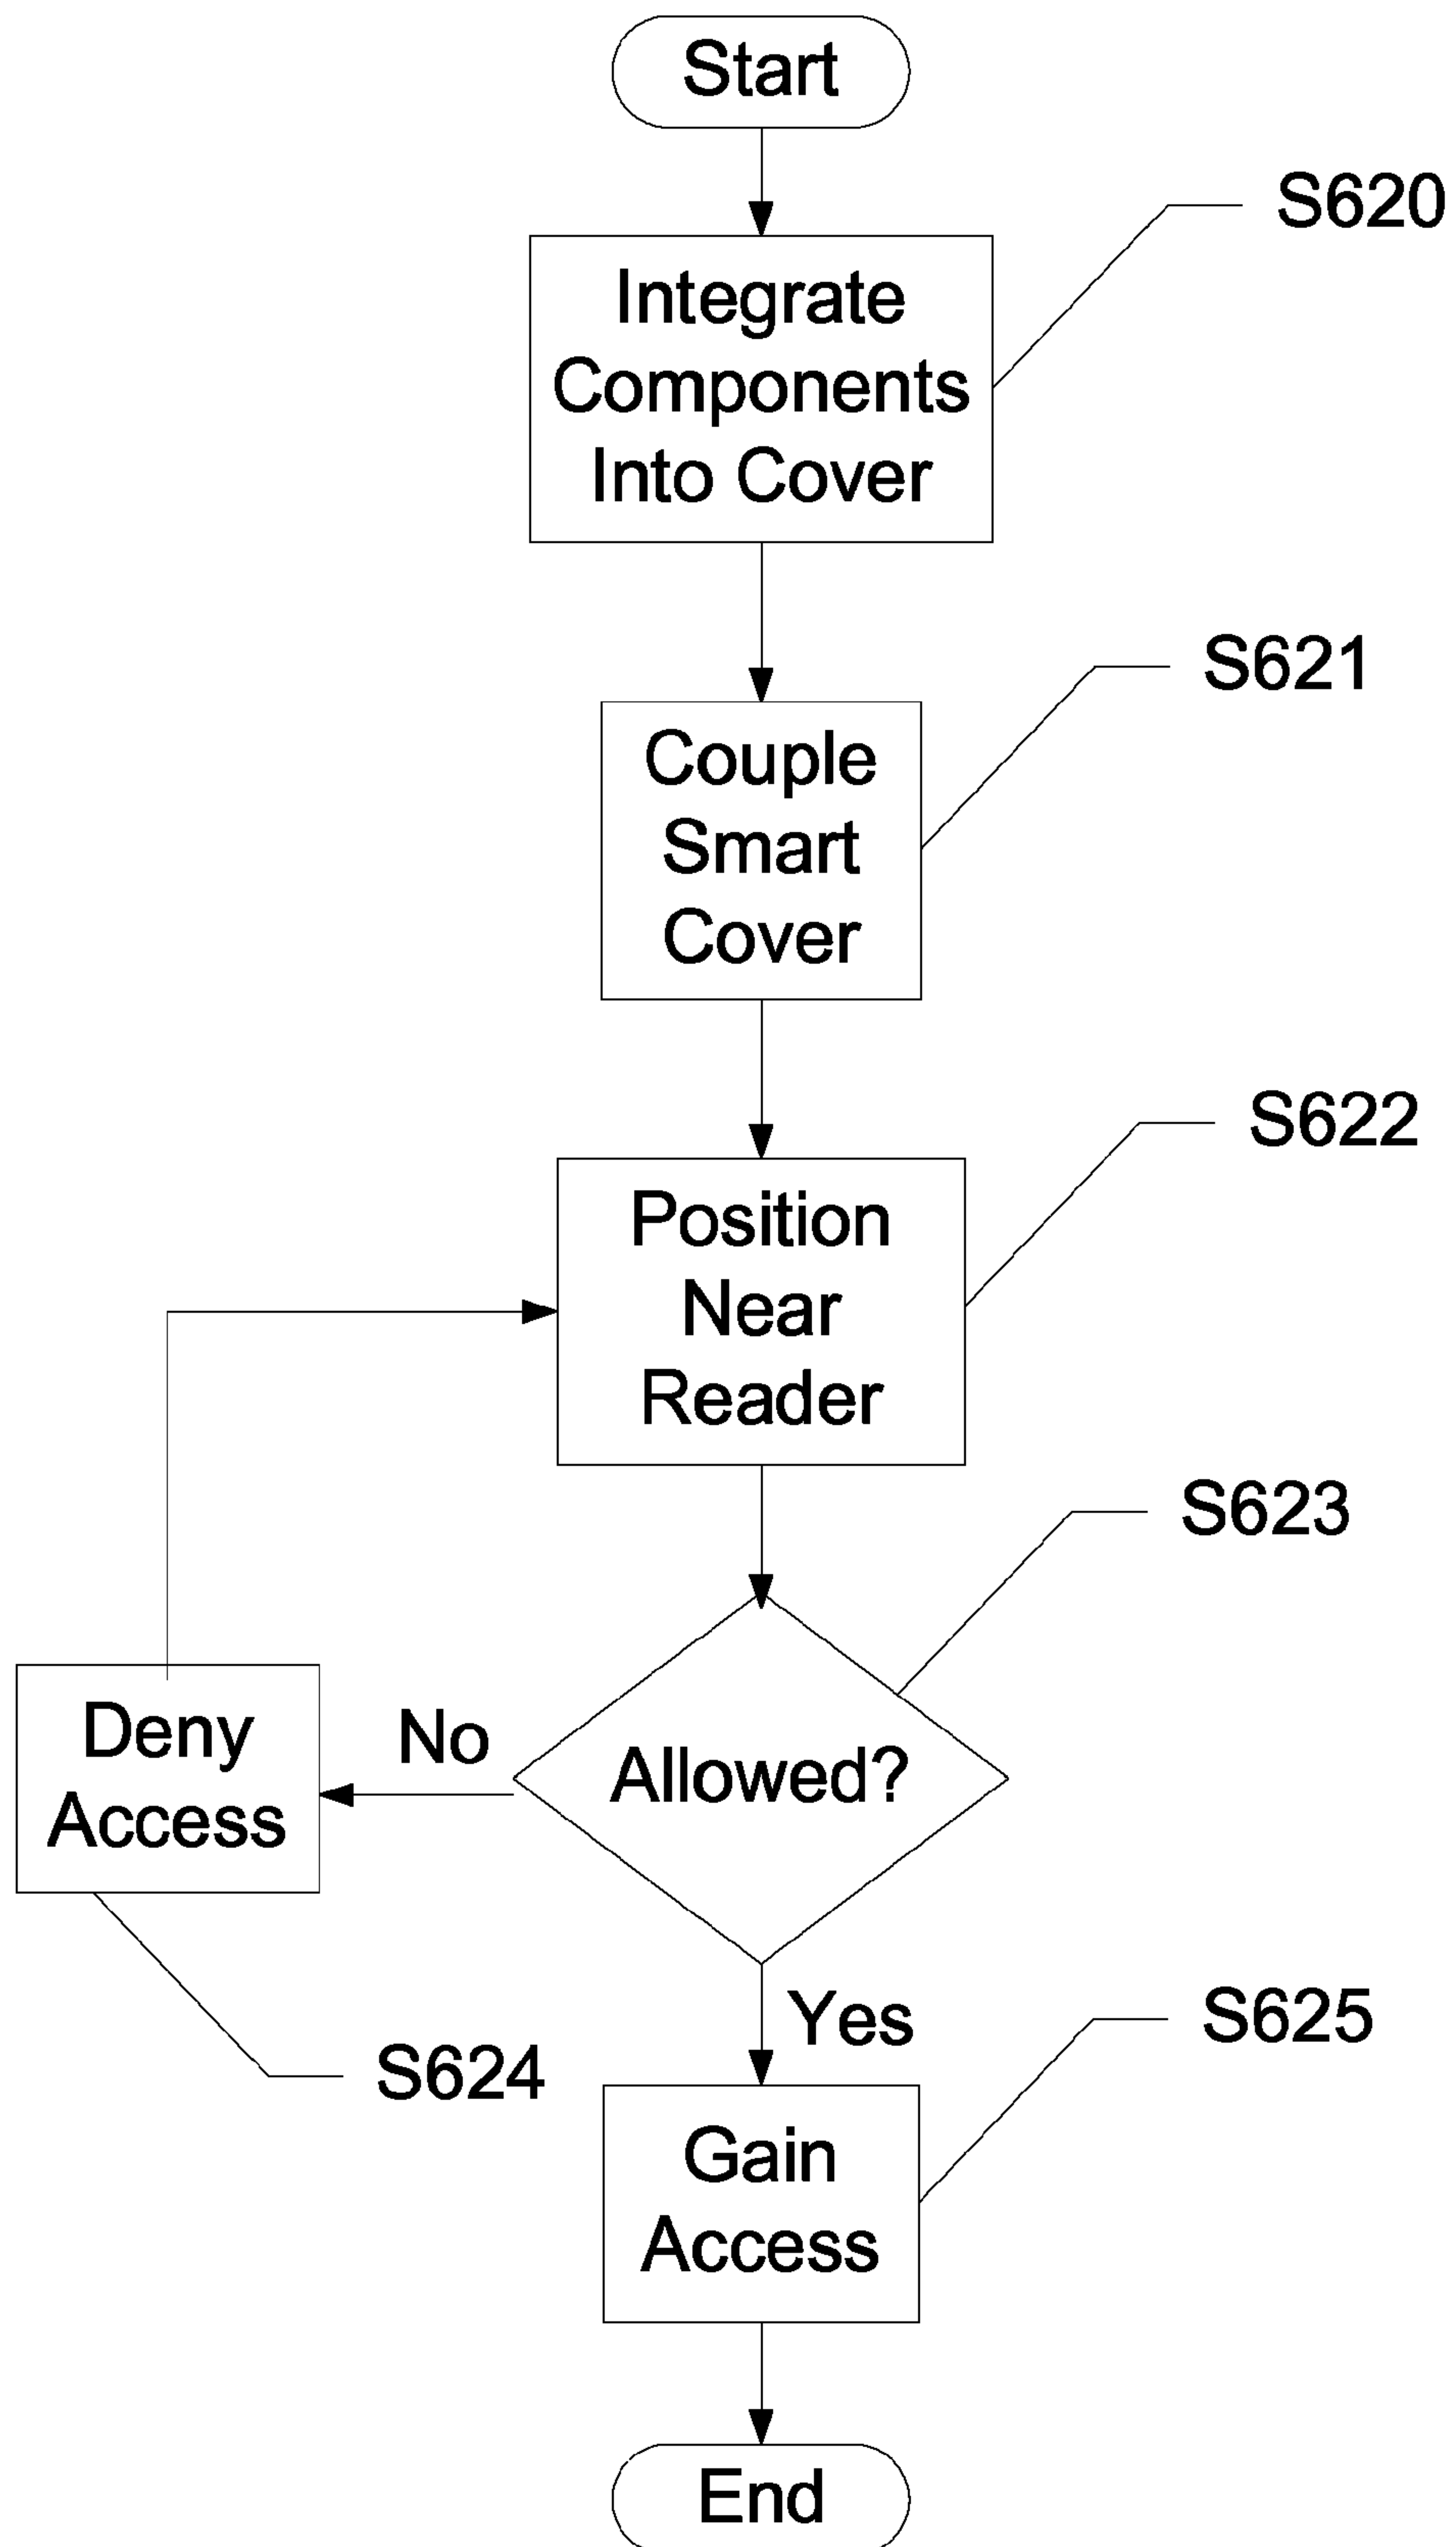 Start
S620
Integrate
Components
Into Cover
S621
Couple
Smart
Cover
S622
Position
Near
Reader
S623
Deny
Access
No
Allowed?
Yes
S624
S625
Gain
Access
End